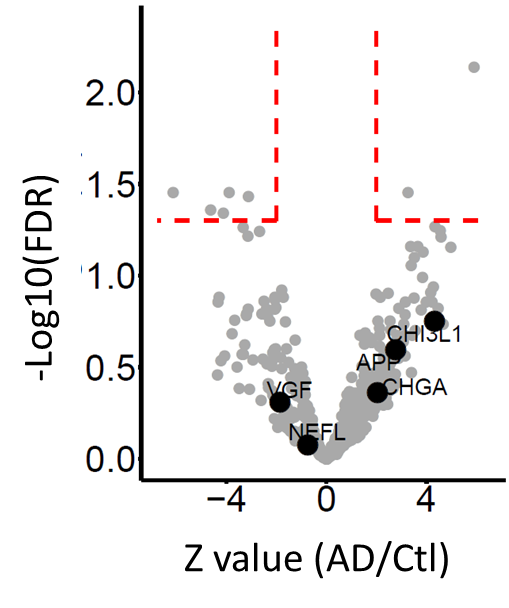 -Log10(FDR)
2.0
1.5
1.0
0.5
0.0
CHI3L1
APP
CHGA
VGF
NEFL
−4 0 4
Z value (AD/Ctl)